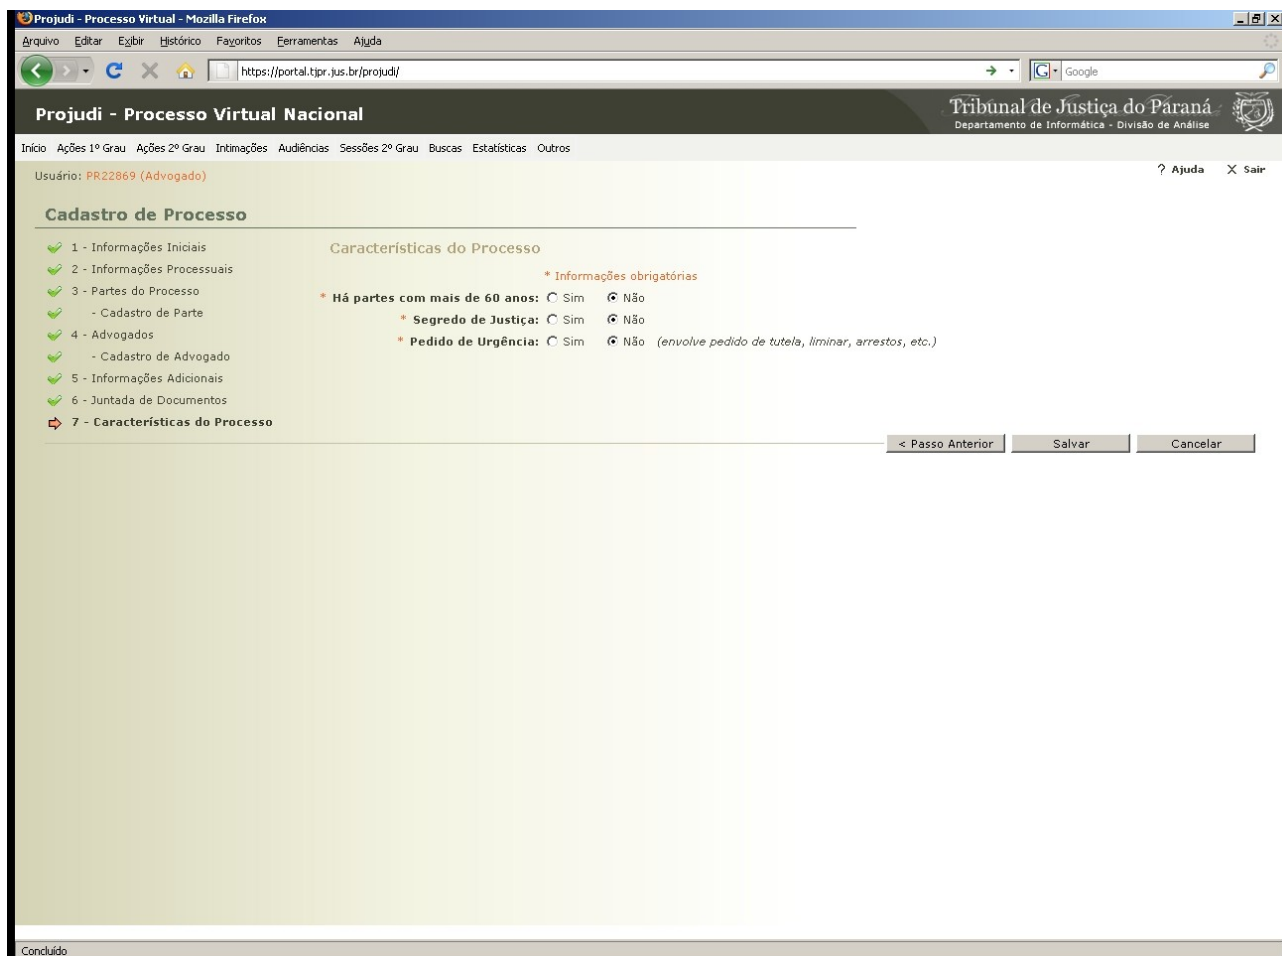 Projudi - Processo Virtual - Mozilla Firefox
Arquivo Editar Exibir Histórico Favoritos Ferramentas Ajuda
https://portal.tjpr.jus.br/projudi/ G Google
Projudi - Processo Virtual Nacional
Tribunal de Justiça do Paraná
Departamento de Informática - Divisão de Análise
Início Ações 1º Grau Ações 2º Grau Intimações Audiências Sessões 2º Grau Buscas Estatísticas Outros
Usuário: PR22869 (Advogado)
? Ajuda X Sair
Cadastro de Processo
1 - Informações Iniciais
2 - Informações Processuais
3 - Partes do Processo
- Cadastro de Parte
4 - Advogados
- Cadastro de Advogado
5 - Informações Adicionais
6 - Juntada de Documentos
7 - Características do Processo
Características do Processo
* Informações obrigatórias
* Há partes com mais de 60 anos: Sim Não
* Segredo de Justiça: Sim Não
* Pedido de Urgência: Sim Não (envolve pedido de tutela, liminar, arrestos, etc.)
< Passo Anterior Salvar Cancelar
Concluído